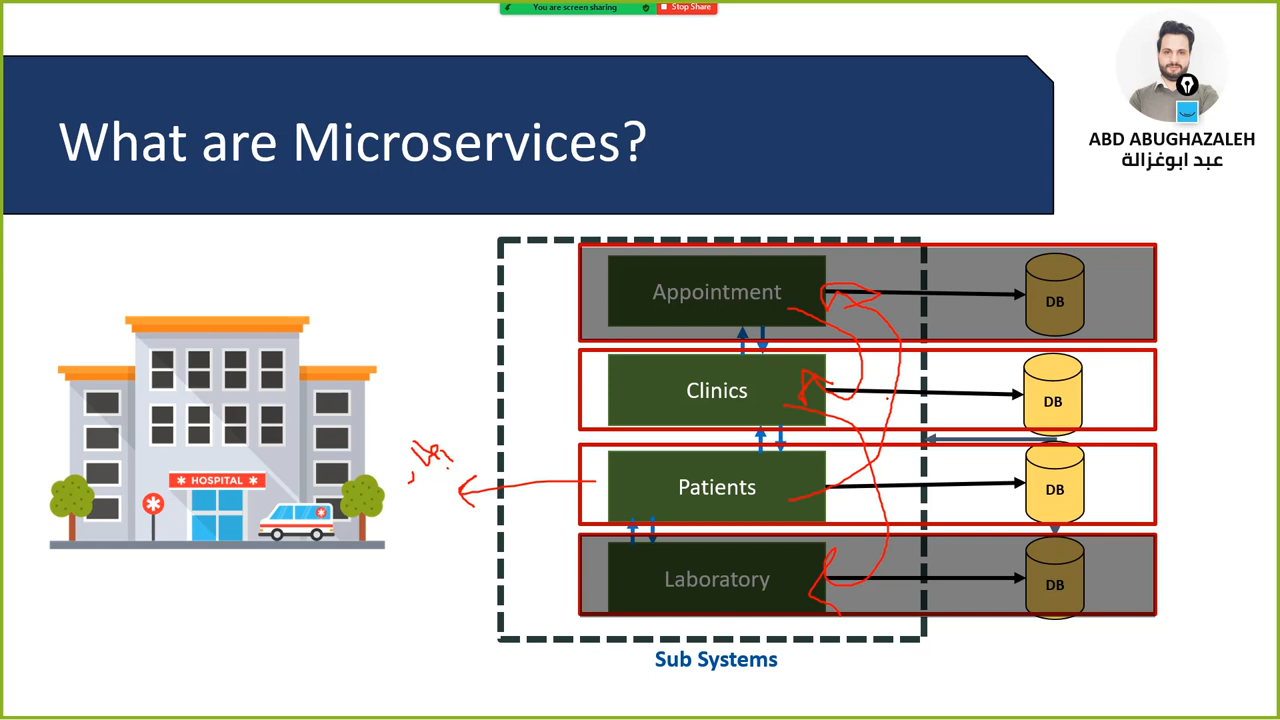 You are screen sharing
Stop Share
What are Microservices?
ABD ABUGHAZALEH
عبد ابوغزالة
Appointment
DB
Clinics
DB
HOSPITAL
Patients
DB
Laboratory
DB
Sub Systems